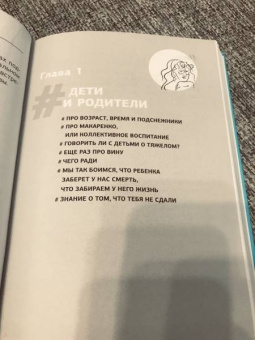 Глава 1
#ДЕТИ
И РОДИТЕЛИ
# ПРО ВОЗРАСТ, ВРЕМЯ И ПОДСНЕЖНИКИ
# ПРО МАКАРЕНКО,
ИЛИ КОЛЛЕКТИВНОЕ ВОСПИТАНИЕ
# ГОВОРИТЬ ЛИ С ДЕТЬМИ О ТЯЖЕЛОМ?
# ЕЩЕ РАЗ ПРО ВИНУ
# ЧЕГО РАДИ
# МЫ ТАК БОИМСЯ, ЧТО РЕБЕНКА
ЗАБЕРЕТ У НАС СМЕРТЬ,
ЧТО ЗАБИРАЕМ У НЕГО ЖИЗНЬ
# ЗНАНИЕ О ТОМ, ЧТО ТЕБЯ НЕ СДАЛИ